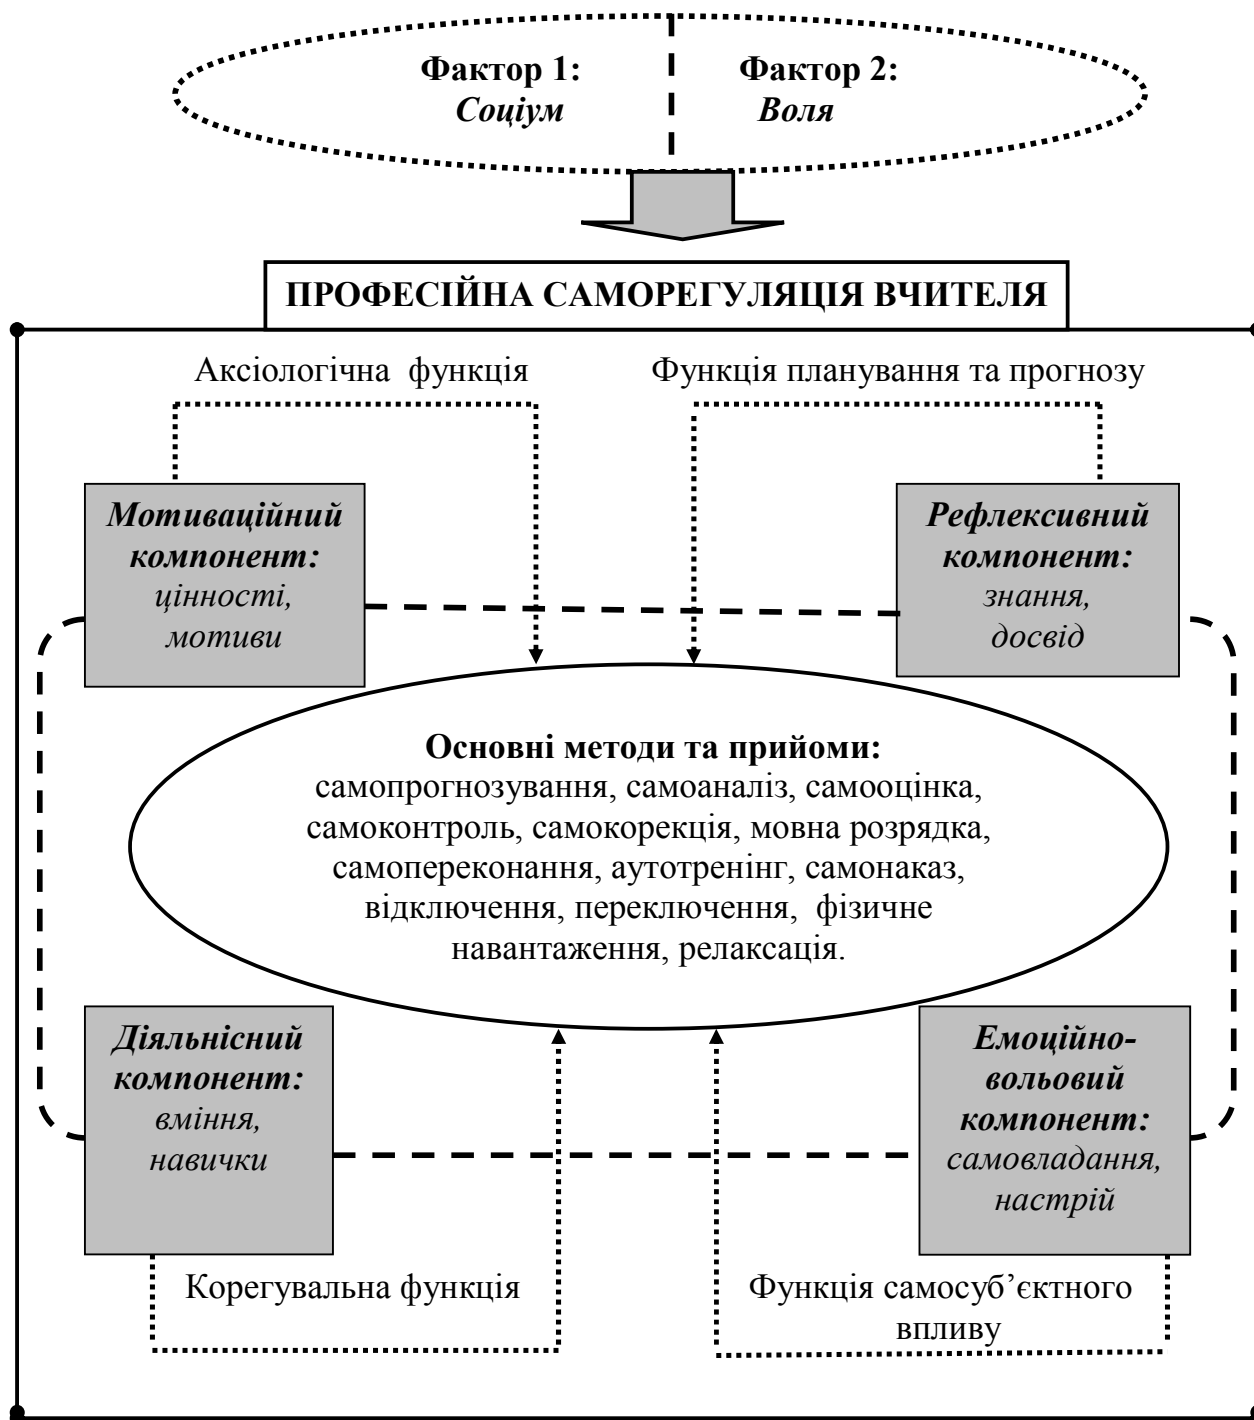 Фактор 1:
Соціум
Фактор 2:
Воля
ПРОФЕСІЙНА САМОРЕГУЛЯЦІЯ ВЧИТЕЛЯ
Аксіологічна функція
Функція планування та прогнозу
Мотиваційний
компонент:
цінності,
мотиви
Рефлексивний
компонент:
знання,
досвід
Основні методи та прийоми:
самопрогнозування, самоаналіз, самооцінка,
самоконтроль, самокорекція, мовна розрядка,
самопереконання, аутотренінг, самонаказ,
відключення, переключення, фізичне
навантаження, релаксація.
Діяльнісний
компонент:
вміння,
навички
Емоційно-
вольовий
компонент:
самовладання,
настрій
Корегувальна функція
Функція самосуб’єктного
впливу